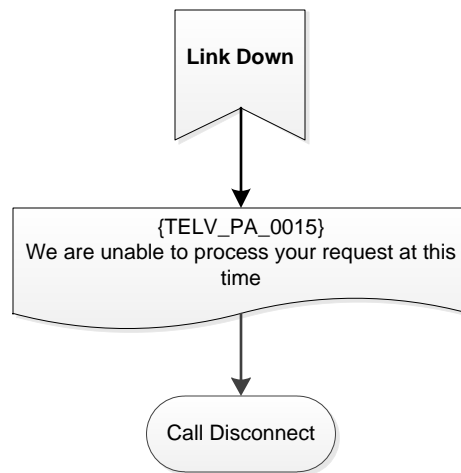 Link Down
{TELV_PA_0015}
We are unable to process your request at this
time
Call Disconnect